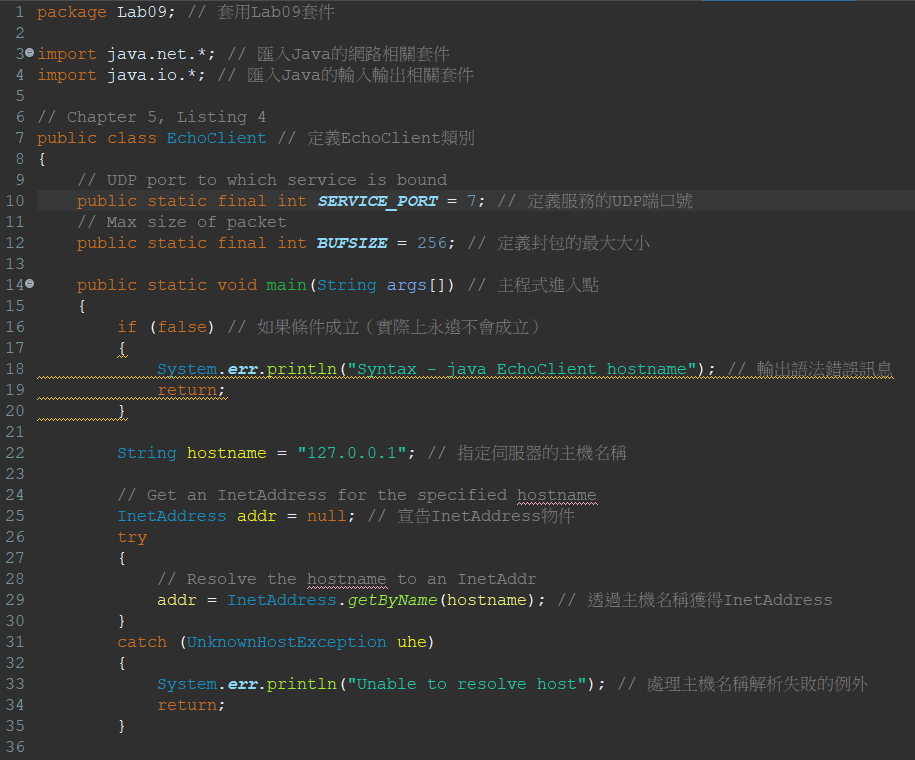 1 package Lab09; // 套用Lab09套件
2
3 import java.net.*; // 匯入Java的網路相關套件
4 import java.io.*; // 匯入Java的輸入輸出相關套件
5
6 // Chapter 5, Listing 4
7 public class EchoClient // 定義EchoClient類別
8 {
9     // UDP port to which service is bound
10     public static final int SERVICE_PORT = 7; // 定義服務的UDP端口號
11     // Max size of packet
12     public static final int BUFSIZE = 256; // 定義封包的最大大小
13
14     public static void main(String args[]) // 主程式進入點
15     {
16         if (false) // 如果條件成立（實際上永遠不會成立）
17         {
18             System.err.println("Syntax - java EchoClient hostname"); // 輸出語法錯誤訊息
19             return;
20         }
21
22         String hostname = "127.0.0.1"; // 指定伺服器的主機名稱
23
24         // Get an InetAddress for the specified hostname
25         InetAddress addr = null; // 宣告InetAddress物件
26         try
27         {
28             // Resolve the hostname to an InetAddr
29             addr = InetAddress.getByName(hostname); // 透過主機名稱獲得InetAddress
30         }
31         catch (UnknownHostException uhe)
32         {
33             System.err.println("Unable to resolve host"); // 處理主機名稱解析失敗的例外
34             return;
35         }
36